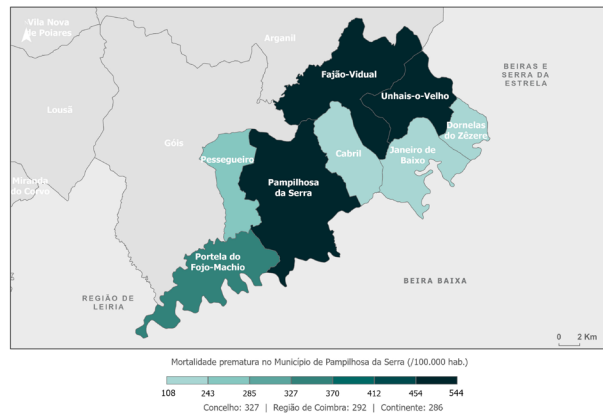 Vila Nova
de Poiares
Arganil
BEIRAS E
SERRA DA
ESTRELA
Fajão-Vidual
Unhais-o-Velho
Lousã
Dornelas
do Zêzere
Góis
Pessegueiro
Cabril
Janeiro de
Baixo
Miranda
do Corvo
Pampilhosa
da Serra
Portela do
Fojo-Machio
BEIRA BAIXA
REGIÃO DE
LEIRIA
0 2 Km
Mortalidade prematura no Município de Pampilhosa da Serra (/100.000 hab.)
108 243 285 327 370 412 454 544
Concelho: 327 | Região de Coimbra: 292 | Continente: 286